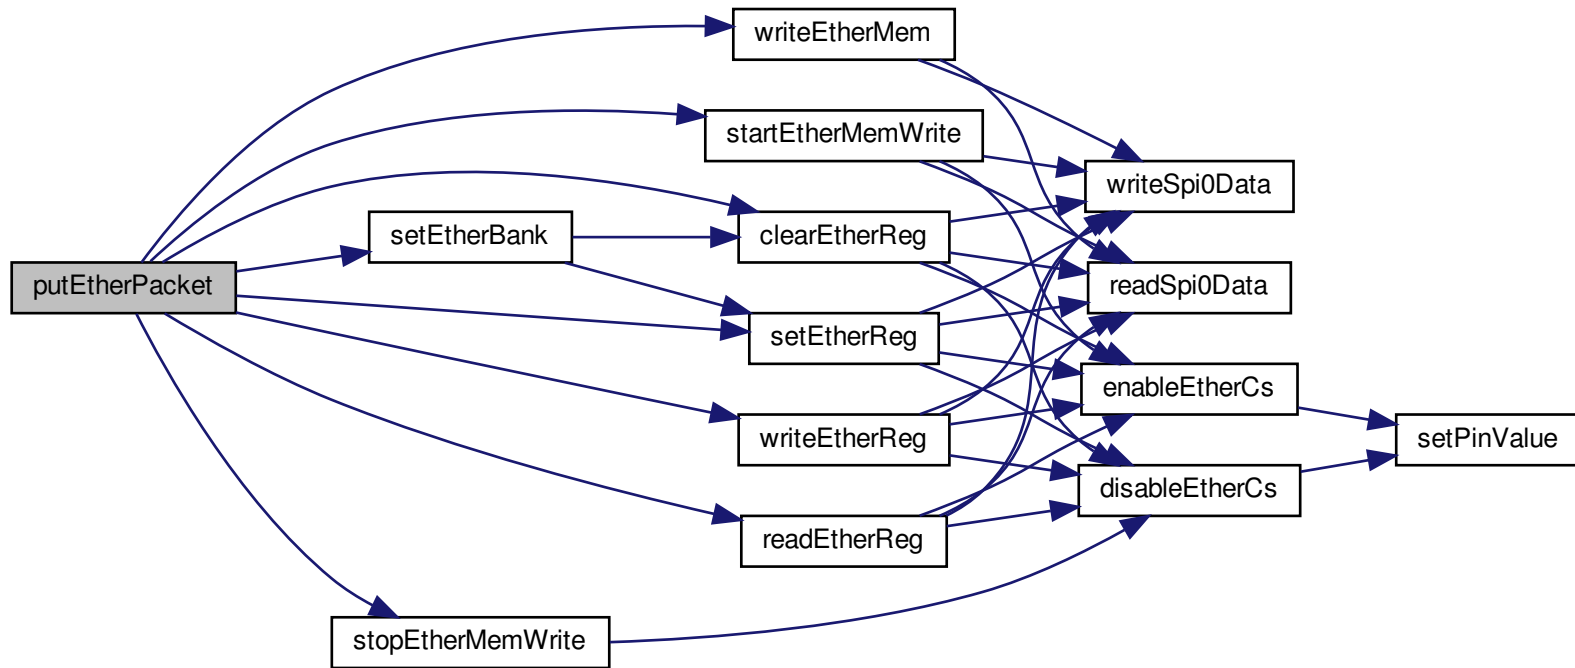 writeEtherMem
startEtherMemWrite
writeSpi0Data
setEtherBank
clearEtherReg
putEtherPacket
readSpi0Data
setEtherReg
enableEtherCs
writeEtherReg
setPinValue
disableEtherCs
readEtherReg
stopEtherMemWrite